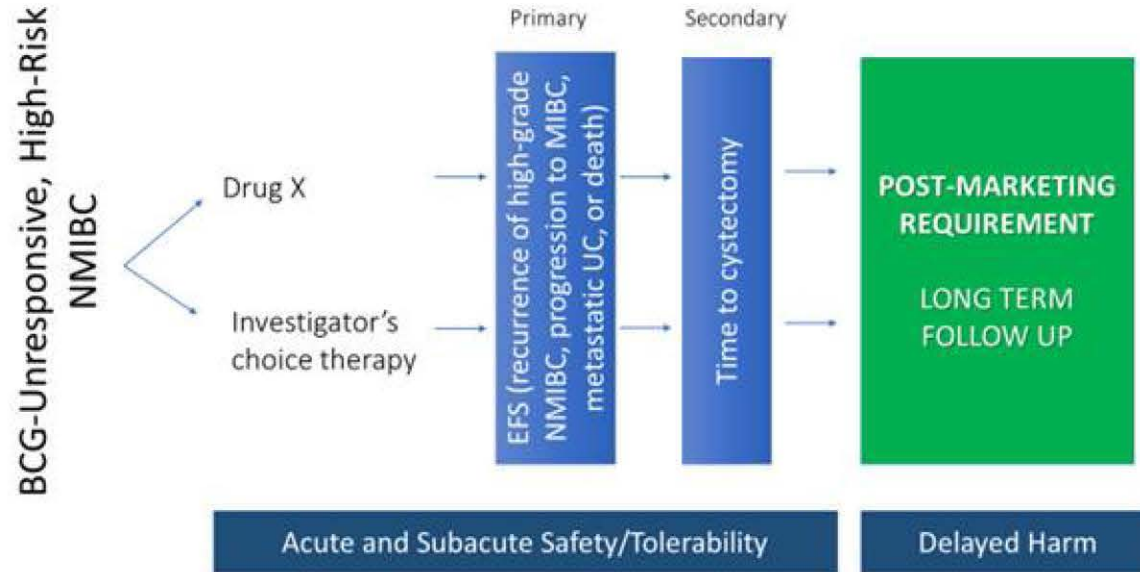 BCG-Unresponsive, High-Risk
NMIBC
Drug X
Investigator's
choice therapy
Primary
EFS (recurrence of high-grade
NMIBC, progression to MIBC,
metastatic UC, or death)
Secondary
Time to cystectomy
POST-MARKETING
REQUIREMENT
LONG TERM
FOLLOW UP
Acute and Subacute Safety/Tolerability
Delayed Harm